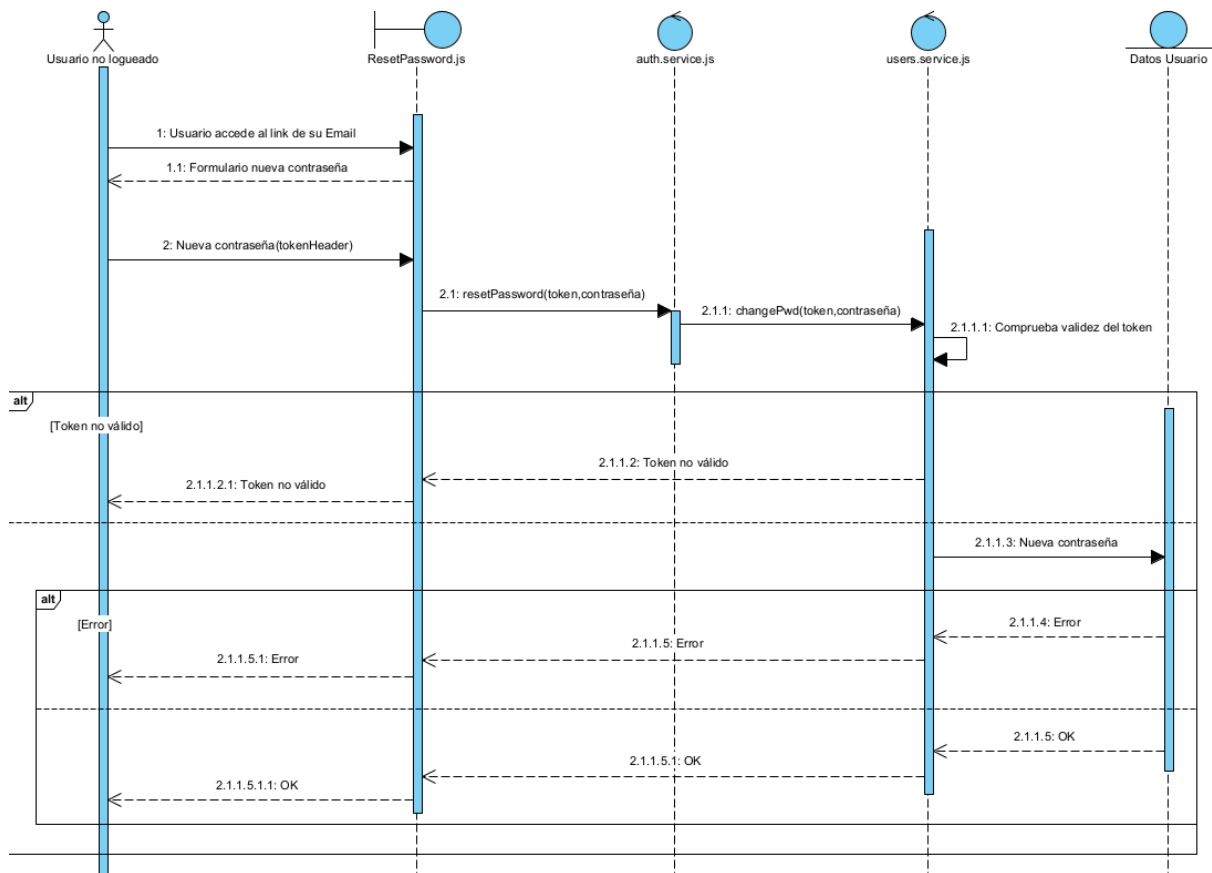 Usuario no logueado
ResetPassword.js
auth.service.js
users.service.js
Datos Usuario
1: Usuario accede al link de su Email
1.1: Formulario nueva contraseña
2: Nueva contraseña(tokenHeader)
2.1: resetPassword(token,contraseña)
2.1.1: changePwd(token,contraseña)
2.1.1.1: Comprueba validez del token
alt
[Token no válido]
2.1.1.2: Token no válido
2.1.1.2.1: Token no válido
2.1.1.3: Nueva contraseña
alt
[Error]
2.1.1.4: Error
2.1.1.5: Error
2.1.1.5.1: Error
2.1.1.5: OK
2.1.1.5.1: OK
2.1.1.5.1.1: OK